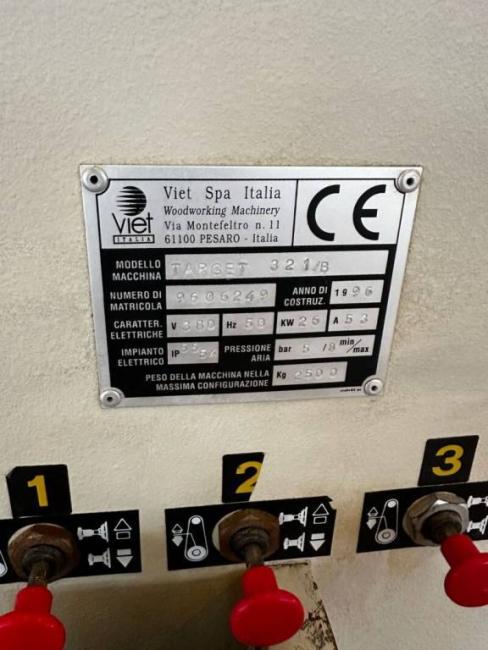 Viet Spa Italia
Woodworking Machinery
Via Montefeltro n. 11
61100 PESARO - Italia
viet
ITALIA
CE
MODELLO MACCHINA TARGET 321/B
NUMERO DI MATRICOLA 9606249 ANNO DI COSTRUZ. 1996
CARATTER. ELETTRICHE V 380 Hz 50 KW 26 A 53
IMPIANTO ELETTRICO IP 55/54 PRESSIONE ARIA bar 5 /8 min/max
PESO DELLA MACCHINA NELLA
MASSIMA CONFIGURAZIONE Kg 2500
1
2
3